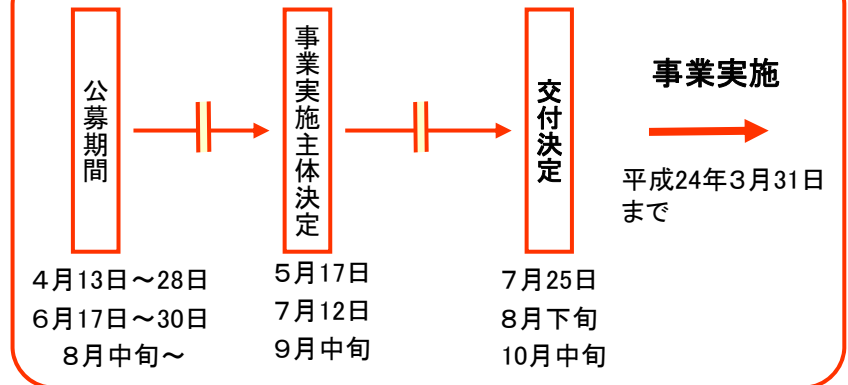 公募期間
事業実施主体決定
交付決定
事業実施
平成24年３月31日
まで
４月13日～28日
６月17日～30日
８月中旬～
５月17日
７月12日
９月中旬
７月25日
８月下旬
10月中旬